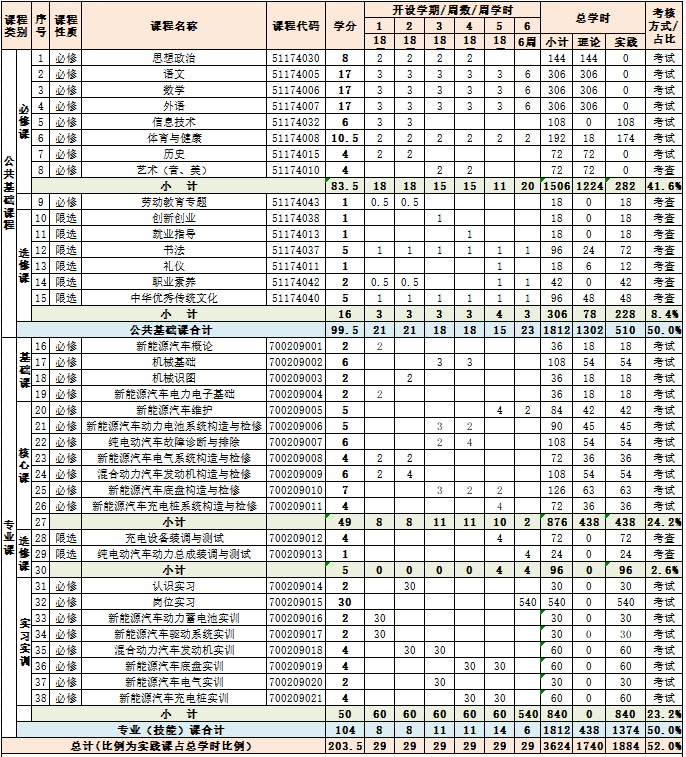 课程类别 序号 课程性质 课程名称 课程代码 学分 开设学期/周数/周学时 总学时 考核方式/占比
1 2 3 4 5 6 小计 理论 实践
18 18 18 18 18 6周
公共基础课程
必修课
1 必修 思想政治 51174030 8 2 2 2 2 144 144 0 考试
2 必修 语文 51174005 17 3 3 3 3 3 6 306 306 0 考试
3 必修 数学 51174006 17 3 3 3 3 3 6 306 306 0 考试
4 必修 外语 51174007 17 3 3 3 3 3 6 306 306 0 考试
5 必修 信息技术 51174032 6 3 3 108 0 108 考试
6 必修 体育与健康 51174008 10.5 2 2 2 2 2 2 192 18 174 考试
7 必修 历史 51174015 4 2 2 72 72 0 考试
8 必修 艺术（音、美） 51174010 4 2 2 72 72 0 考查
小 计 83.5 18 18 15 15 11 20 1506 1224 282 41.6%
选修课
9 必修 劳动教育专题 51174043 1 0.5 0.5 18 0 18 考查
10 限选 创新创业 51174038 1 1 18 0 18 考查
11 限选 就业指导 51174013 1 1 18 0 18 考查
12 限选 书法 51174037 5 1 1 1 1 1 1 96 24 72 考查
13 限选 礼仪 51174011 1 1 18 6 12 考查
14 限选 职业素养 51174042 2 0.5 0.5 1 1 42 0 42 考查
15 限选 中华优秀传统文化 51174040 5 1 1 1 1 1 1 96 48 48 考查
小 计 16 3 3 3 3 4 3 306 78 228 8.4%
公共基础课合计 99.5 21 21 18 18 15 23 1812 1302 510 50.0%
专业课
基础课
16 必修 新能源汽车概论 700209001 2 2 36 18 18 考试
17 必修 机械基础 700209002 6 3 3 108 54 54 考试
18 必修 机械识图 700209003 2 2 36 18 18 考试
19 必修 新能源汽车电力电子基础 700209004 2 2 36 18 18 考试
核心课
20 必修 新能源汽车维护 700209005 5 4 2 84 42 42 考试
21 必修 新能源汽车动力电池系统构造与检修 700209006 5 3 2 90 45 45 考试
22 必修 纯电动汽车故障诊断与排除 700209007 6 2 4 108 54 54 考试
23 必修 新能源汽车电气系统构造与检修 700209008 4 2 2 72 36 36 考试
24 必修 混合动力汽车发动机构造与检修 700209009 6 2 4 108 54 54 考试
25 必修 新能源汽车底盘构造与检修 700209010 7 3 2 2 126 63 63 考试
26 必修 新能源汽车充电桩系统构造与检修 700209011 4 4 72 36 36 考试
27 小计 49 8 8 11 11 10 2 876 438 438 24.2%
选修课
28 限选 充电设备装调与测试 700209012 4 4 72 0 72 考查
29 限选 纯电动汽车动力总成装调与测试 700209013 1 4 24 0 24 考查
30 小计 5 0 0 0 0 4 4 96 0 96 2.6%
实习实训
31 必修 认识实习 700209014 2 30 30 0 30 考试
32 必修 岗位实习 700209015 30 540 540 0 540 考试
33 必修 新能源汽车动力蓄电池实训 700209016 2 30 30 0 30 考试
34 必修 新能源汽车驱动系统实训 700209017 2 30 30 0 30 考试
35 必修 混合动力汽车发动机实训 700209018 4 30 30 60 0 60 考试
36 必修 新能源汽车底盘实训 700209019 4 30 30 60 0 60 考试
37 必修 新能源汽车电气实训 700209020 2 30 30 0 30 考试
38 必修 新能源汽车充电桩实训 700209021 4 30 30 60 0 60 考试
小 计 50 60 60 60 60 60 540 840 0 840 23.2%
专业（技能）课合计 104 8 8 11 11 14 6 1812 438 1374 50.0%
总计(比例为实践课占总学时比例) 203.5 29 29 29 29 29 29 3624 1740 1884 52.0%